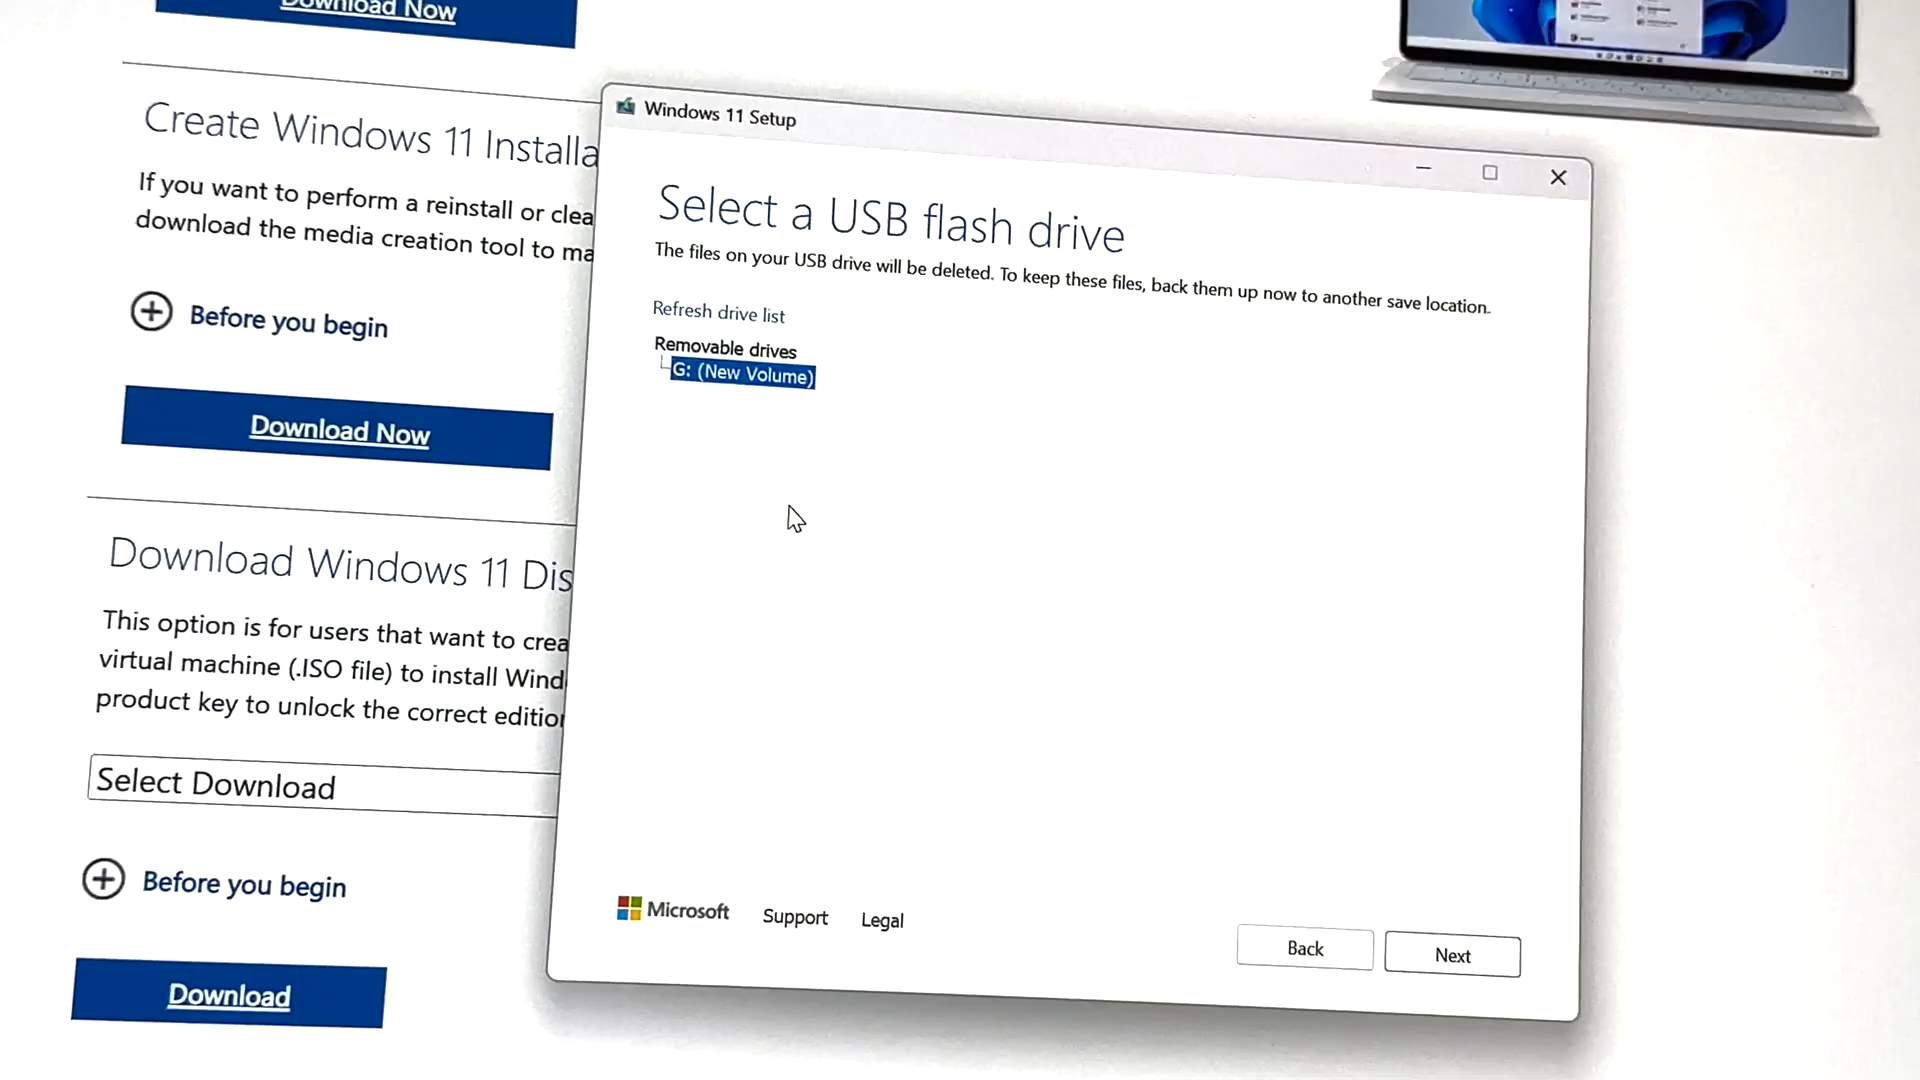 Download Now
Create Windows 11 Installa
If you want to perform a reinstall or clea
download the media creation tool to ma
Before you begin
Download Now
Download Windows 11 Dis
This option is for users that want to crea
virtual machine (.ISO file) to install Wind
product key to unlock the correct edition
Select Download
Before you begin
Download
Windows 11 Setup
Select a USB flash drive
The files on your USB drive will be deleted. To keep these files, back them up now to another save location.
Refresh drive list
Removable drives
G: (New Volume)
Microsoft
Support
Legal
Back
Next